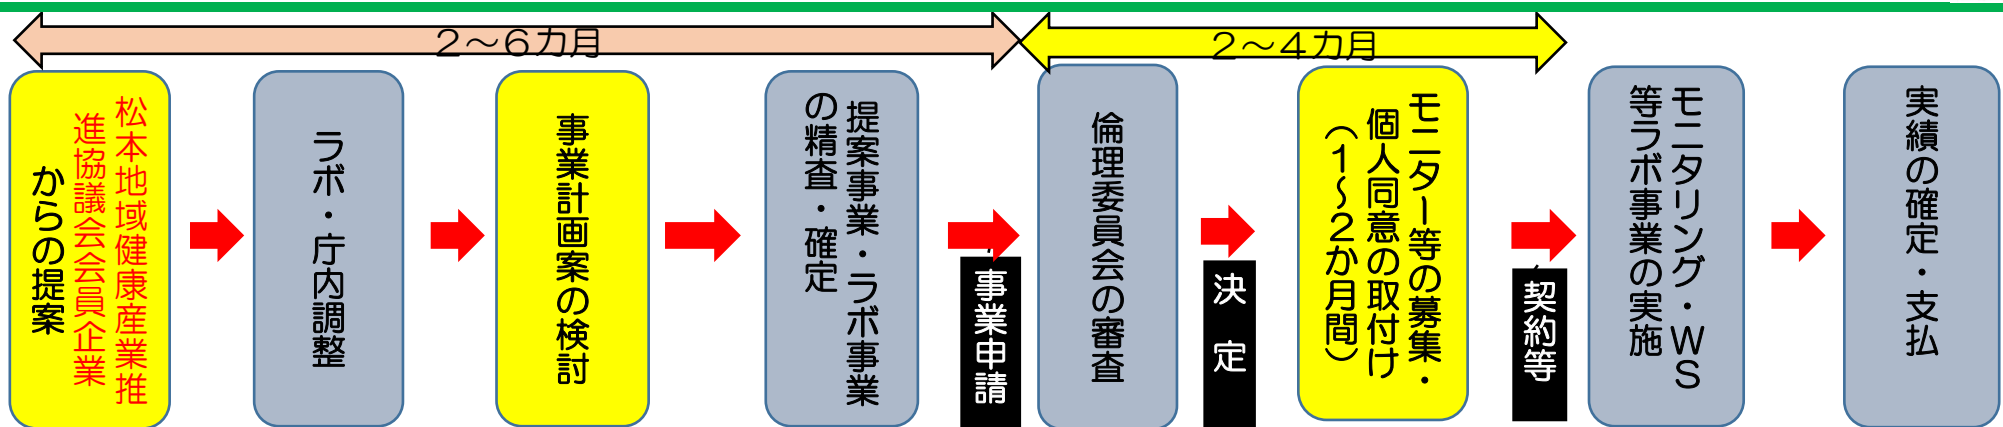 ２～６カ月
２～４カ月
松本地域健康産業推
進協議会会員企業
からの提案
ラボ・庁内調整
事業計画案の検討
提案事業・ラボ事業
の精査・確定
事業申請
倫理委員会の審査
決定
モニター等の募集・
個人同意の取付け
（１～２か月間）
契約等
モニタリング・ＷＳ
等ラボ事業の実施
実績の確定・支払